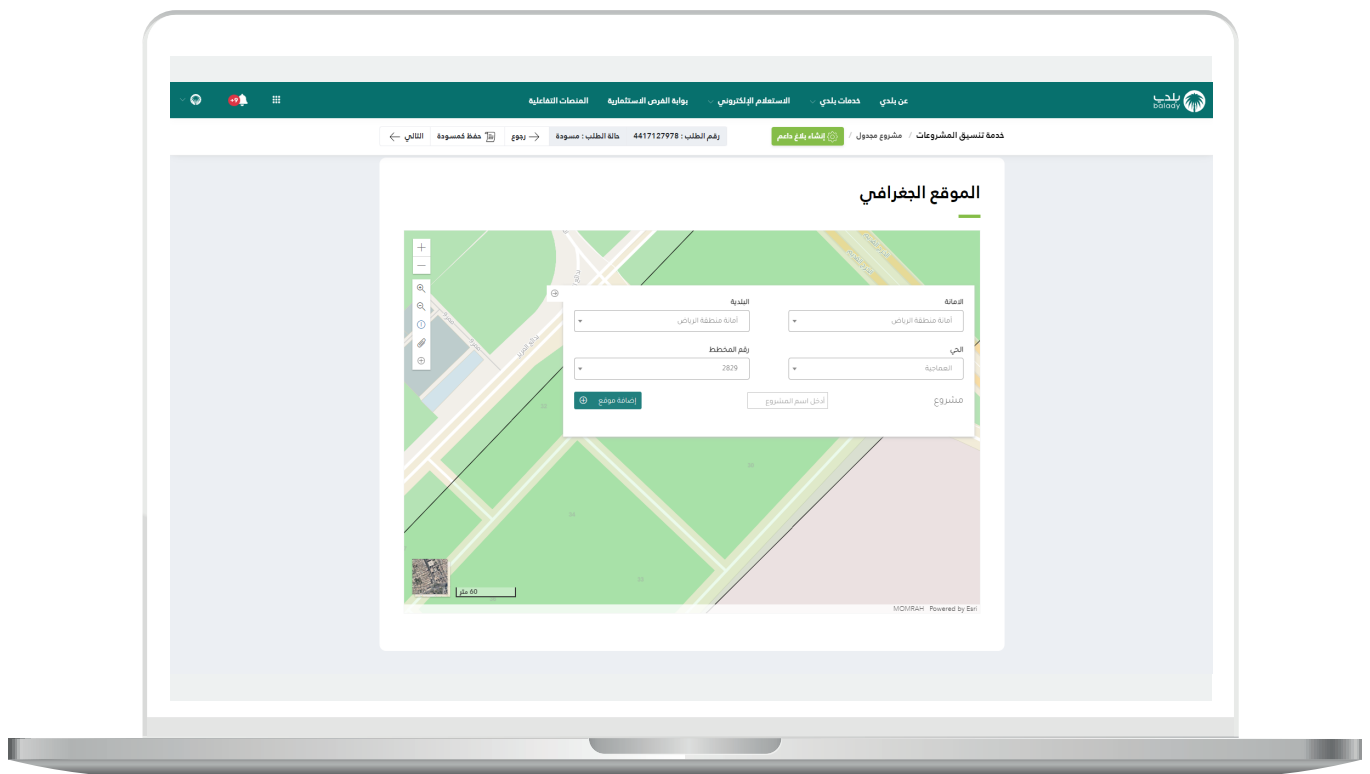 بلدي
balady
عن بلدي
خدمات بلدي
الاستعلام الإلكتروني
بوابة الفرص الاستثمارية
المنصات التفاعلية
+٩
خدمة تنسيق المشروعات / مشروع مجدول /
إنشاء بلاغ داعم
رقم الطلب : 4417127978
حالة الطلب : مسودة
رجوع
حفظ كمسودة
التالي
الموقع الجغرافي
الامانة
البلدية
أمانة منطقة الرياض
أمانة منطقة الرياض
الحي
رقم المخطط
العماجية
2829
مشروع
أدخل اسم المشروع
إضافة موقع
60 متر
MOMRAH Powered by Esri